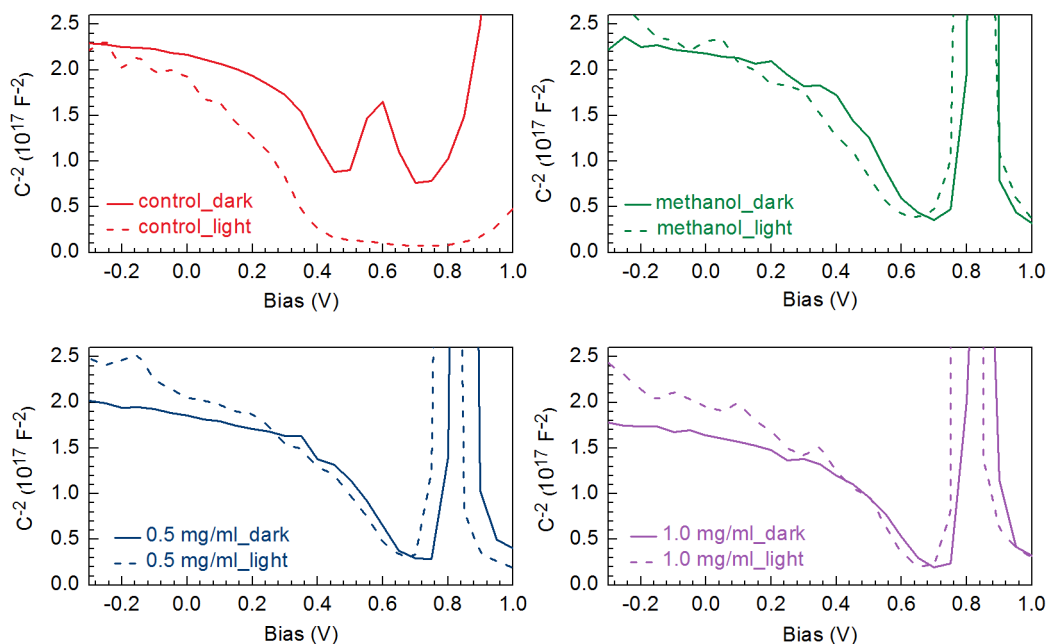 2.5
2.0
1.5
1.0
0.5
0.0
C⁻² (10¹⁷ F⁻²)
control_dark
control_light
-0.2 0.0 0.2 0.4 0.6 0.8 1.0
Bias (V)
2.5
2.0
1.5
1.0
0.5
0.0
C⁻² (10¹⁷ F⁻²)
methanol_dark
methanol_light
-0.2 0.0 0.2 0.4 0.6 0.8 1.0
Bias (V)
2.5
2.0
1.5
1.0
0.5
0.0
C⁻² (10¹⁷ F⁻²)
0.5 mg/ml_dark
0.5 mg/ml_light
-0.2 0.0 0.2 0.4 0.6 0.8 1.0
Bias (V)
2.5
2.0
1.5
1.0
0.5
0.0
C⁻² (10¹⁷ F⁻²)
1.0 mg/ml_dark
1.0 mg/ml_light
-0.2 0.0 0.2 0.4 0.6 0.8 1.0
Bias (V)